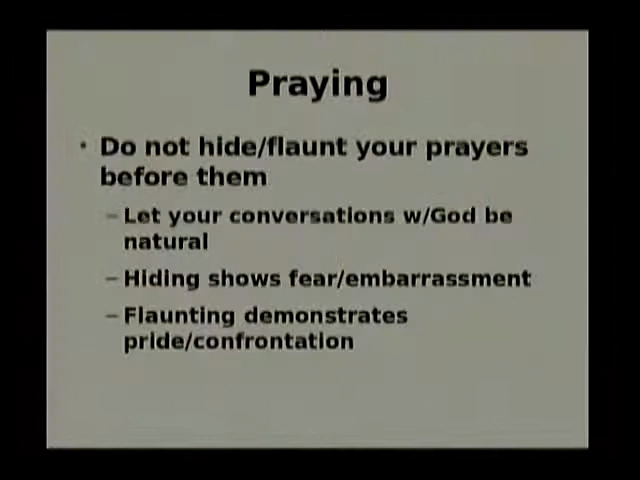 Praying
• Do not hide/flaunt your prayers
before them
– Let your conversations w/God be
natural
– Hiding shows fear/embarrassment
– Flaunting demonstrates
pride/confrontation